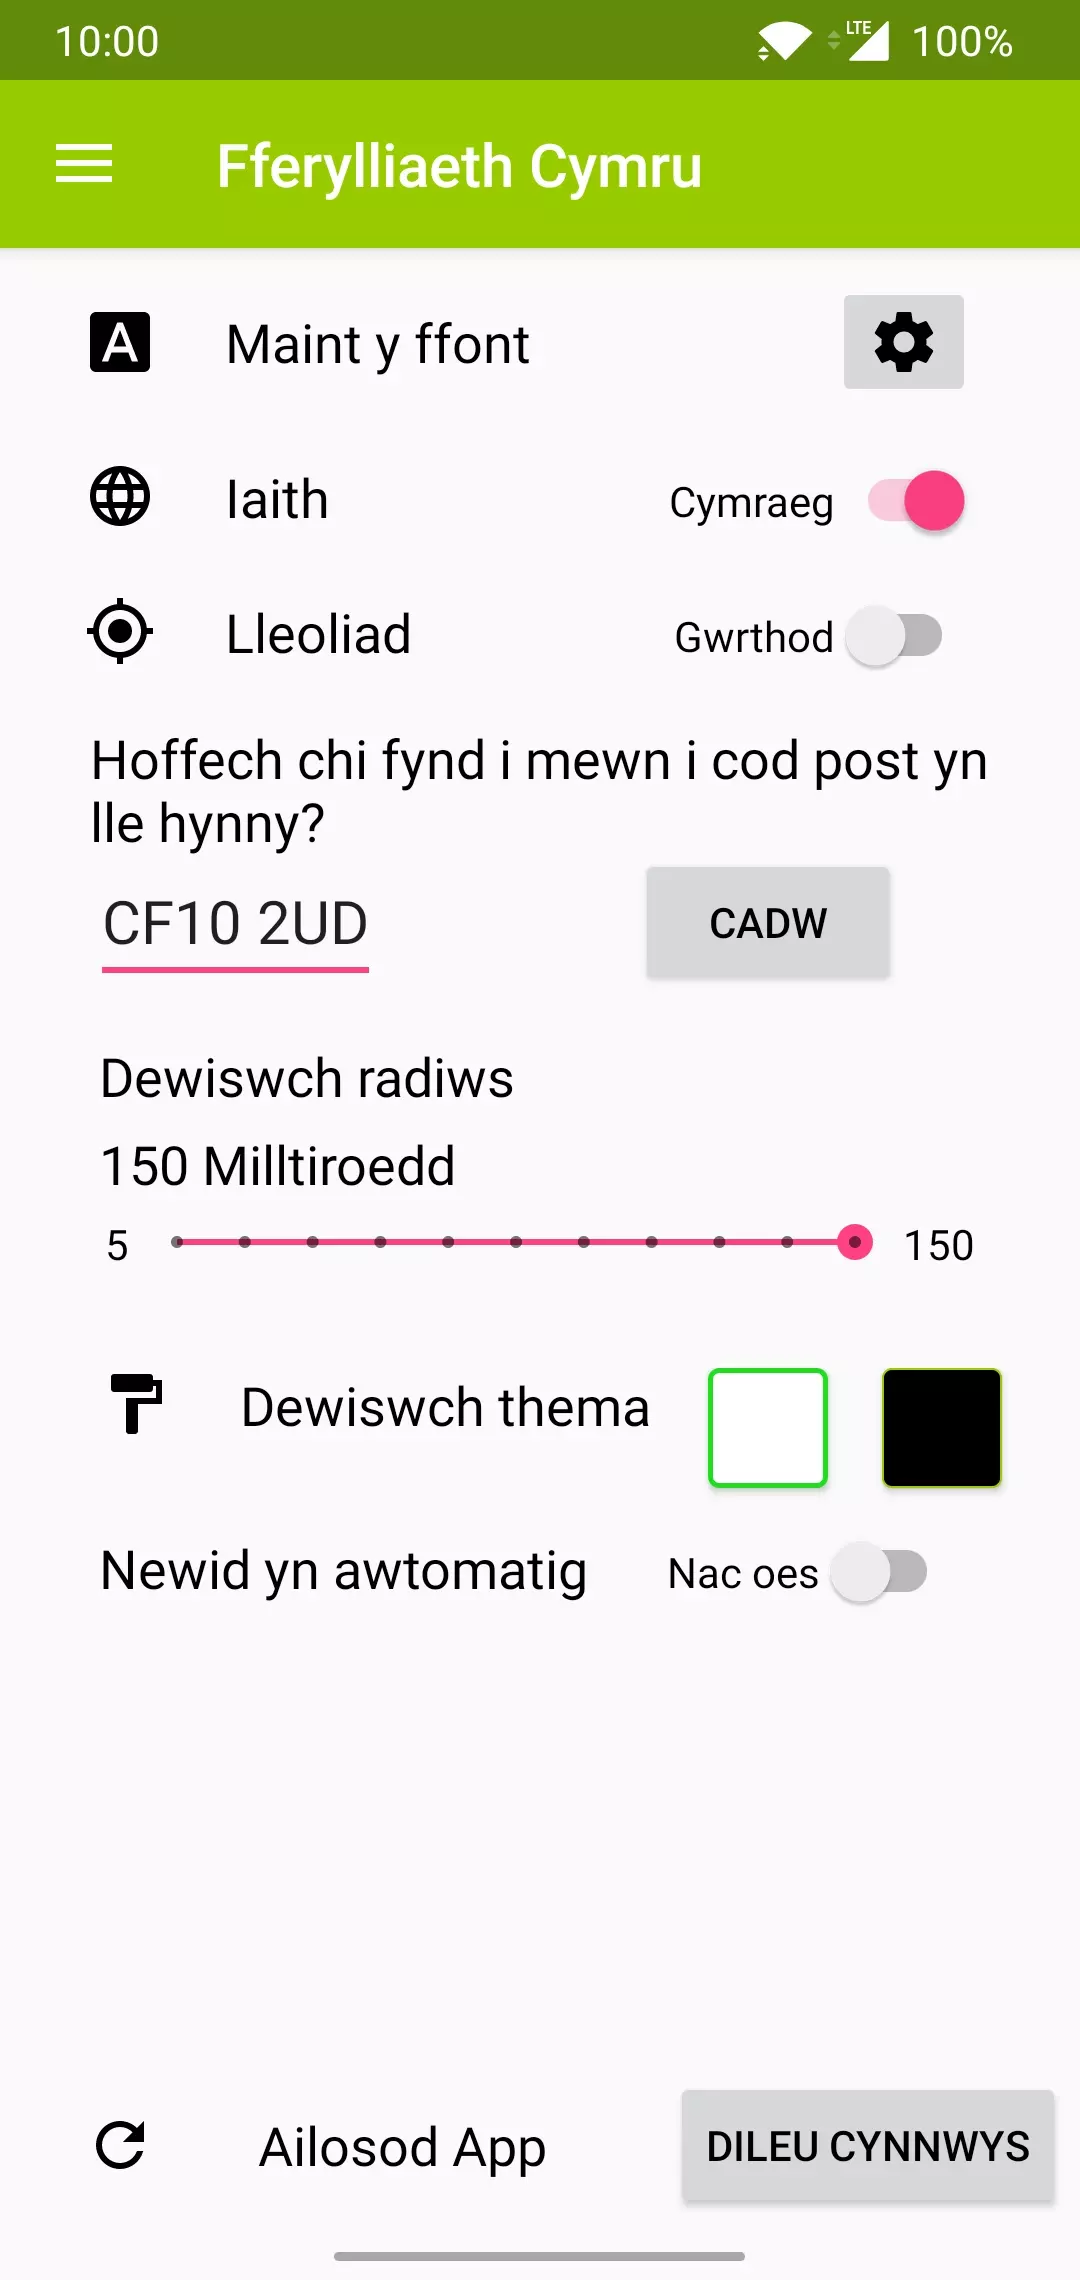 10:00
LTE
100%
Fferylliaeth Cymru
A
Maint y ffont
Iaith
Cymraeg
Lleoliad
Gwrthod
Hoffech chi fynd i mewn i cod post yn
lle hynny?
CF10 2UD
CADW
Dewiswch radiws
150 Milltiroedd
5
150
Dewiswch thema
Newid yn awtomatig
Nac oes
Ailosod App
DILEU CYNNWYS